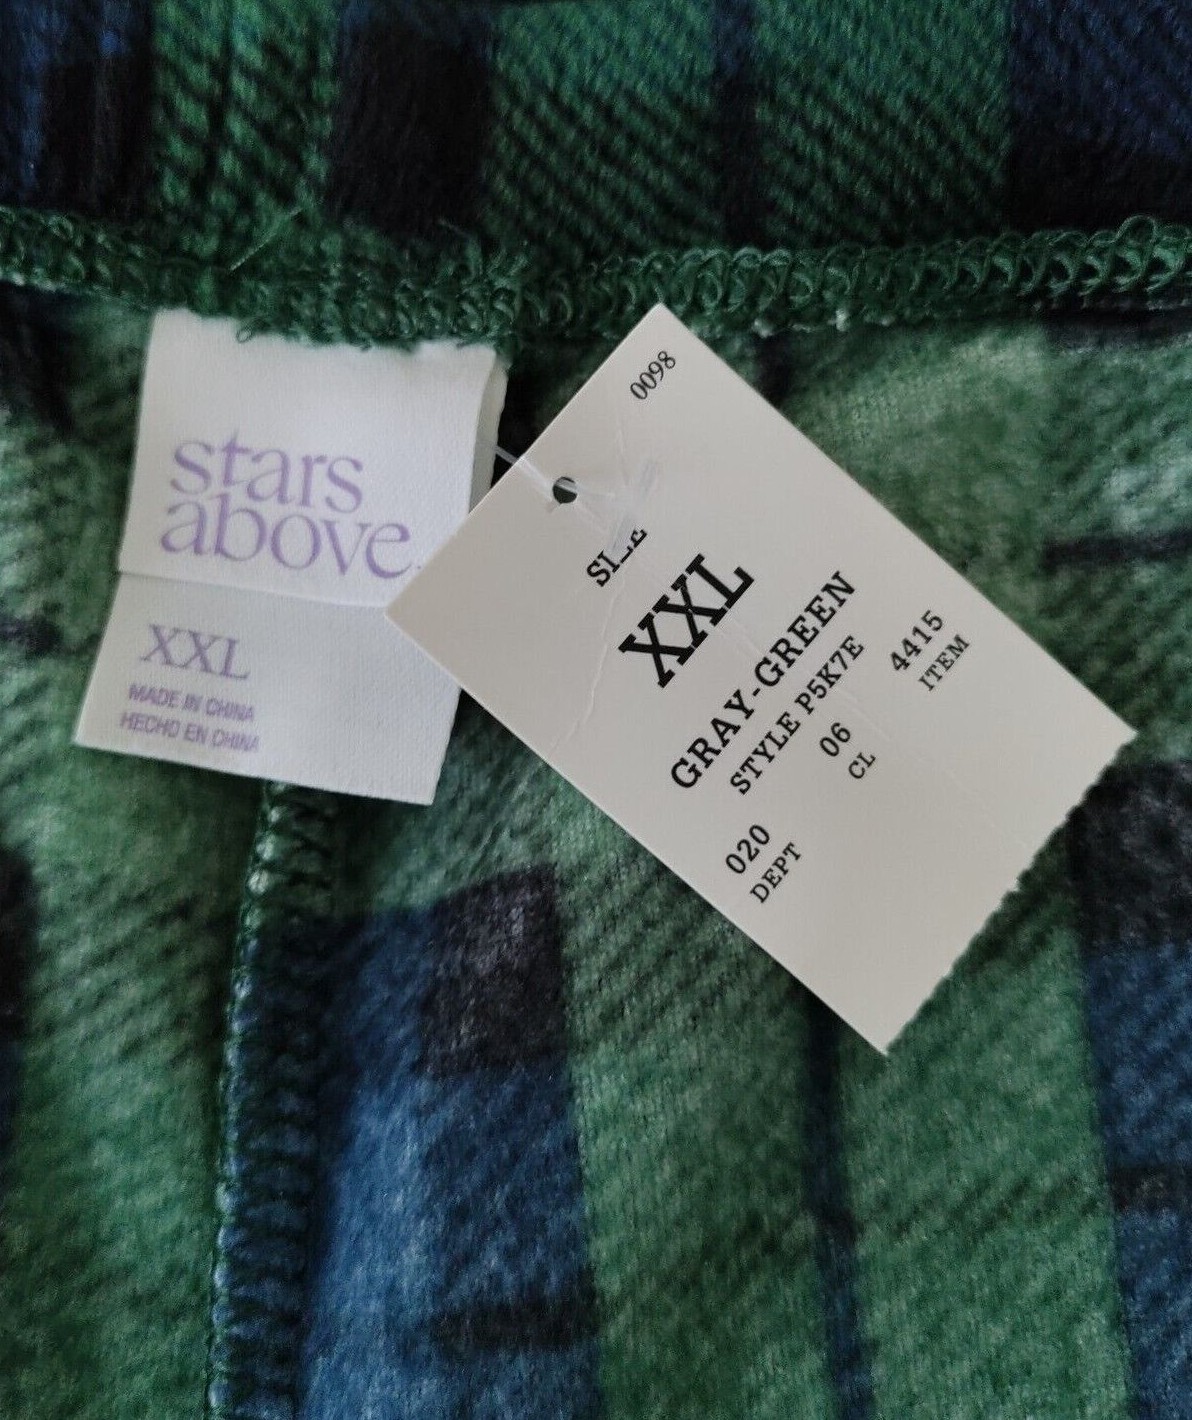 stars
above.
XXL
MADE IN CHINA
HECHO EN CHINA
0098
XXL
GRAY-GREEN
STYLE P5K7E
020 06 4415
DEPT CL ITEM